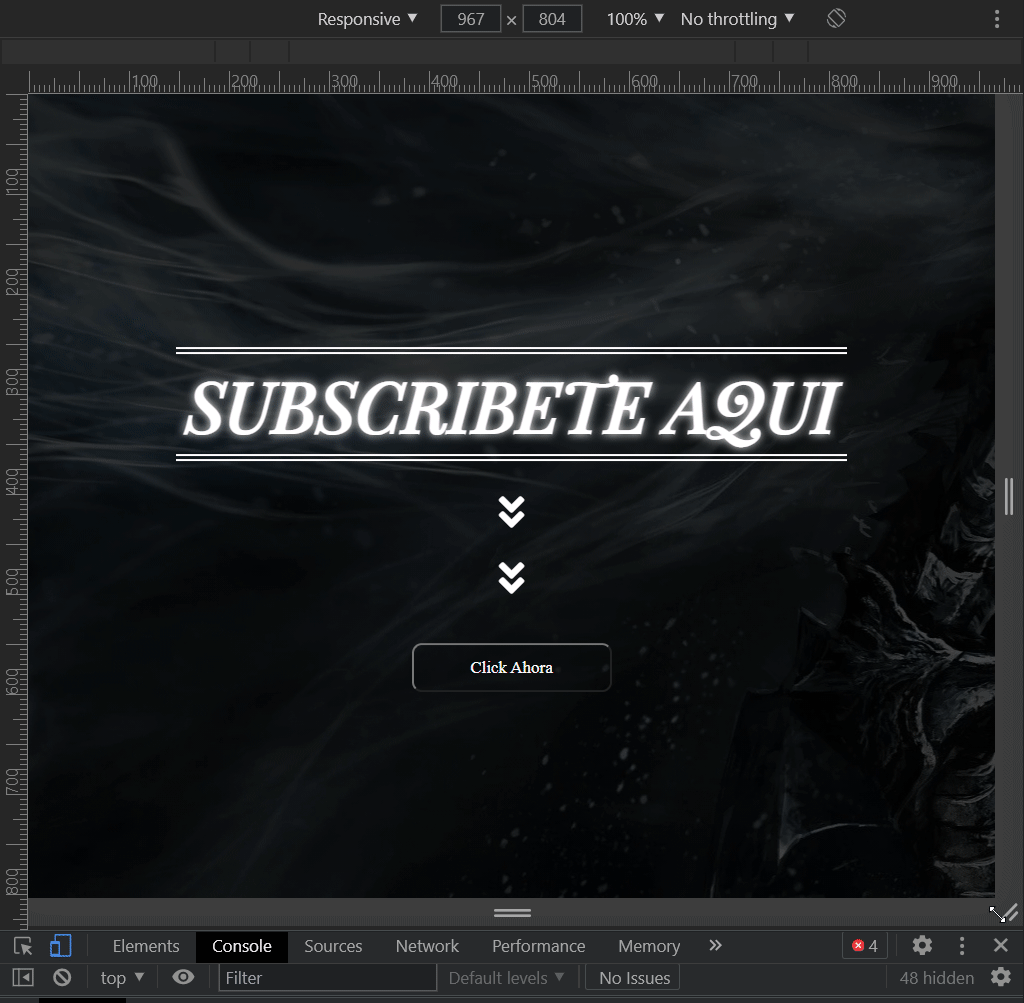 Responsive ▼ 967 × 804 100% ▼ No throttling ▼
100 200 300 400 500 600 700 800 900
100
200
300
SUBSCRIBETE AQUI
400
500
Click Ahora
600
700
800
Elements Console Sources Network Performance Memory » 4
top ▼ Filter Default levels ▼ No Issues 48 hidden